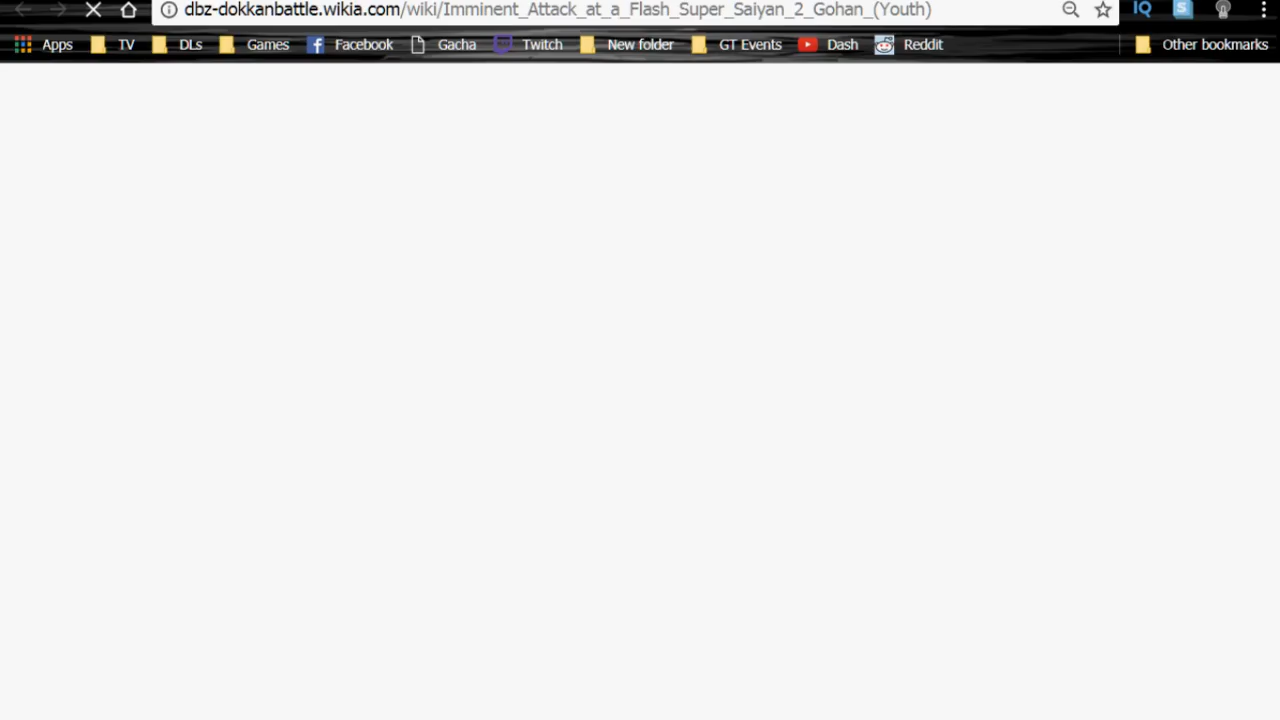 dbz-dokkanbattle.wikia.com/wiki/Imminent_Attack_at_a_Flash_Super_Saiyan_2_Gohan_(Youth) IQ S
Apps TV DLs Games Facebook Gacha Twitch New folder GT Events Dash Reddit Other bookmarks